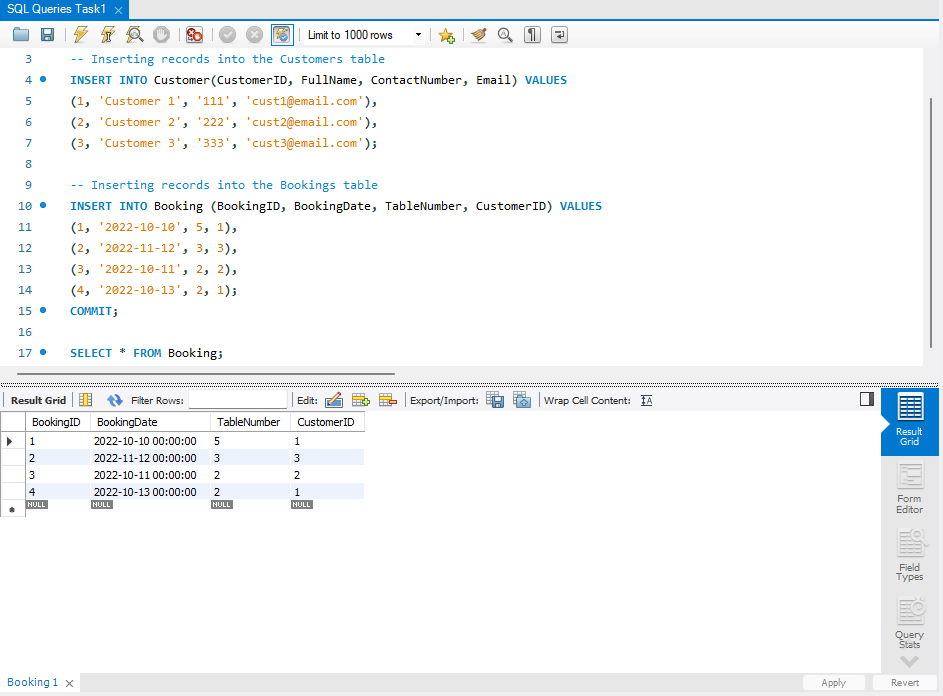 SQL Queries Task1
Limit to 1000 rows
3 -- Inserting records into the Customers table
4 INSERT INTO Customer(CustomerID, FullName, ContactNumber, Email) VALUES
5 (1, 'Customer 1', '111', 'cust1@email.com'),
6 (2, 'Customer 2', '222', 'cust2@email.com'),
7 (3, 'Customer 3', '333', 'cust3@email.com');
8
9 -- Inserting records into the Bookings table
10 INSERT INTO Booking (BookingID, BookingDate, TableNumber, CustomerID) VALUES
11 (1, '2022-10-10', 5, 1),
12 (2, '2022-11-12', 3, 3),
13 (3, '2022-10-11', 2, 2),
14 (4, '2022-10-13', 2, 1);
15 COMMIT;
16
17 SELECT * FROM Booking;
Result Grid Filter Rows: Edit: Export/Import: Wrap Cell Content: IA
BookingID BookingDate TableNumber CustomerID
1 2022-10-10 00:00:00 5 1
2 2022-11-12 00:00:00 3 3
3 2022-10-11 00:00:00 2 2
4 2022-10-13 00:00:00 2 1
NULL NULL NULL NULL
Result
Grid
Form
Editor
Field
Types
Query
Stats
Booking 1
Apply Revert